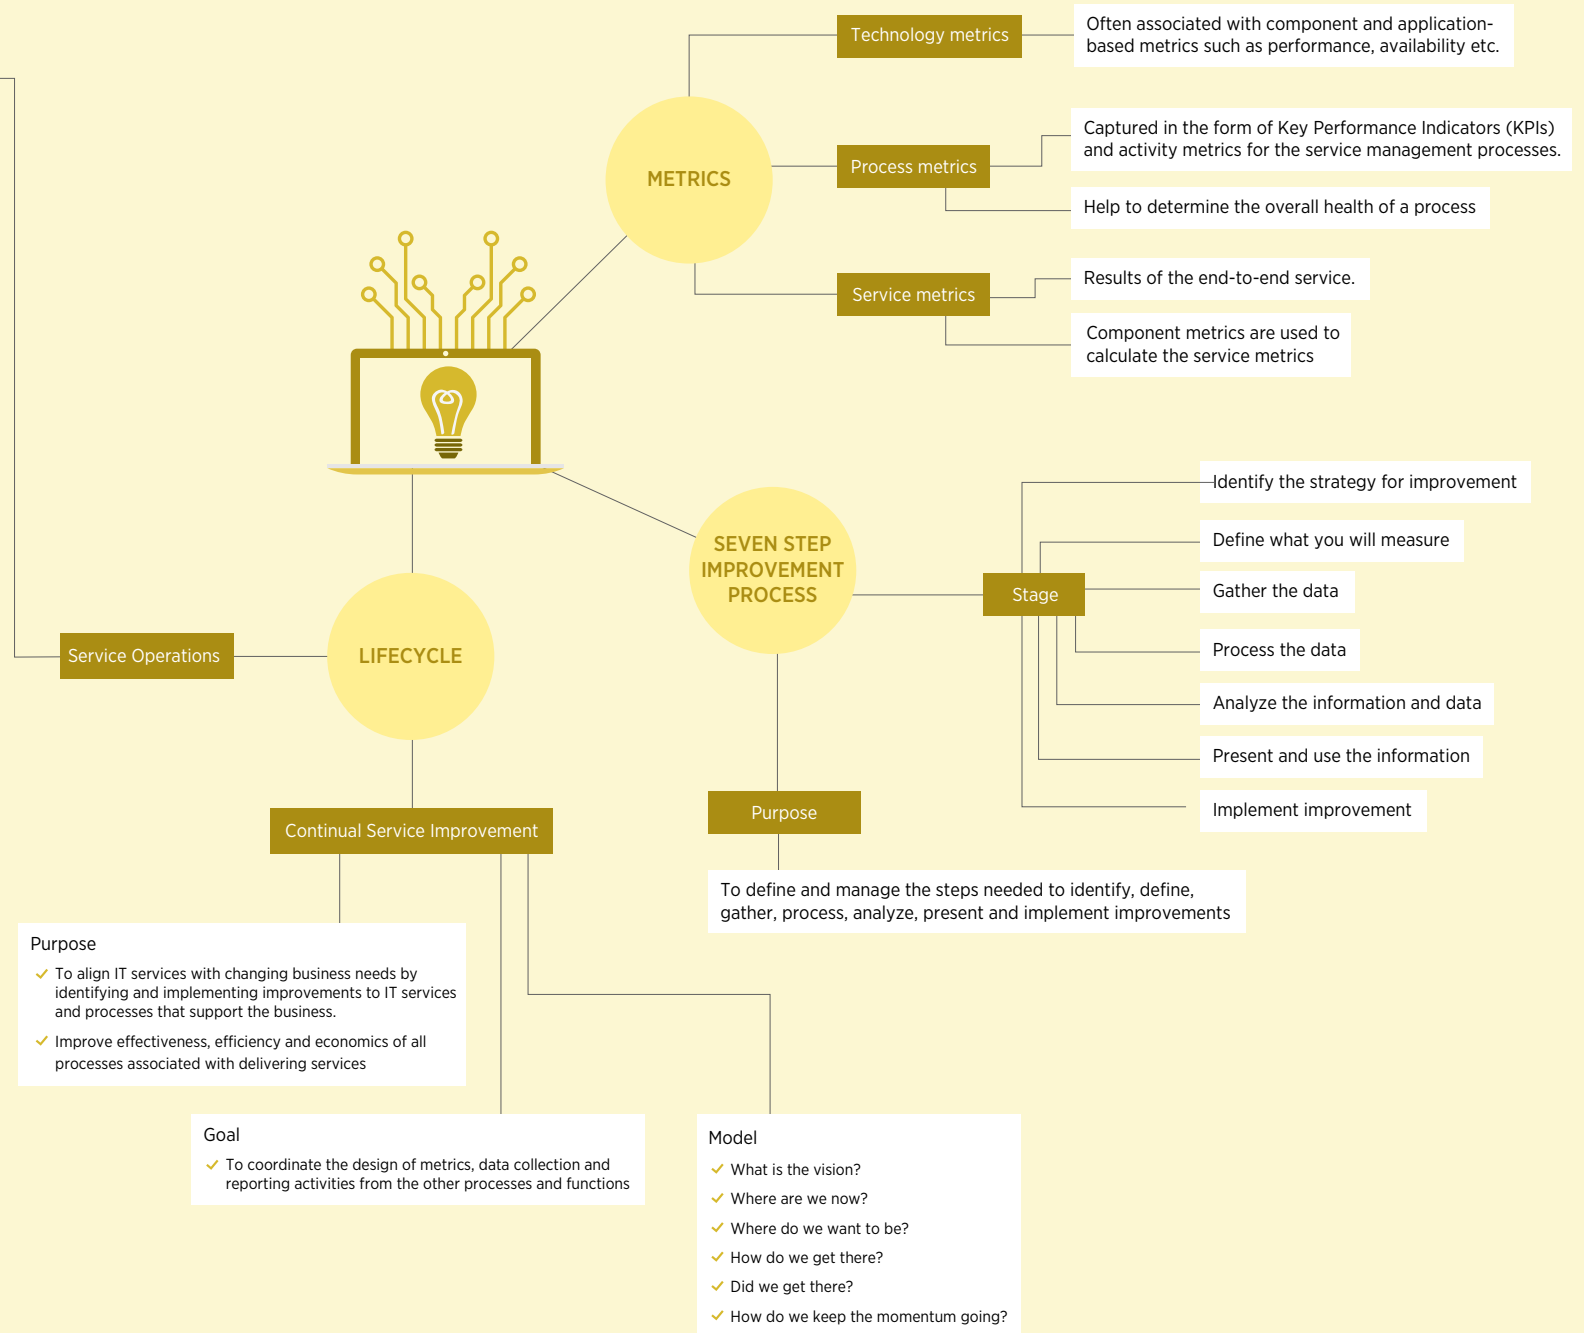 Technology metrics
Often associated with component and application-
based metrics such as performance, availability etc.
METRICS
Process metrics
Captured in the form of Key Performance Indicators (KPIs)
and activity metrics for the service management processes.
Help to determine the overall health of a process
Service metrics
Results of the end-to-end service.
Component metrics are used to
calculate the service metrics
SEVEN STEP
IMPROVEMENT
PROCESS
Stage
Identify the strategy for improvement
Define what you will measure
Gather the data
Process the data
Analyze the information and data
Present and use the information
Implement improvement
Purpose
To define and manage the steps needed to identify, define,
gather, process, analyze, present and implement improvements
LIFECYCLE
Service Operations
Continual Service Improvement
Purpose
To align IT services with changing business needs by
identifying and implementing improvements to IT services
and processes that support the business.
Improve effectiveness, efficiency and economics of all
processes associated with delivering services
Goal
To coordinate the design of metrics, data collection and
reporting activities from the other processes and functions
Model
What is the vision?
Where are we now?
Where do we want to be?
How do we get there?
Did we get there?
How do we keep the momentum going?